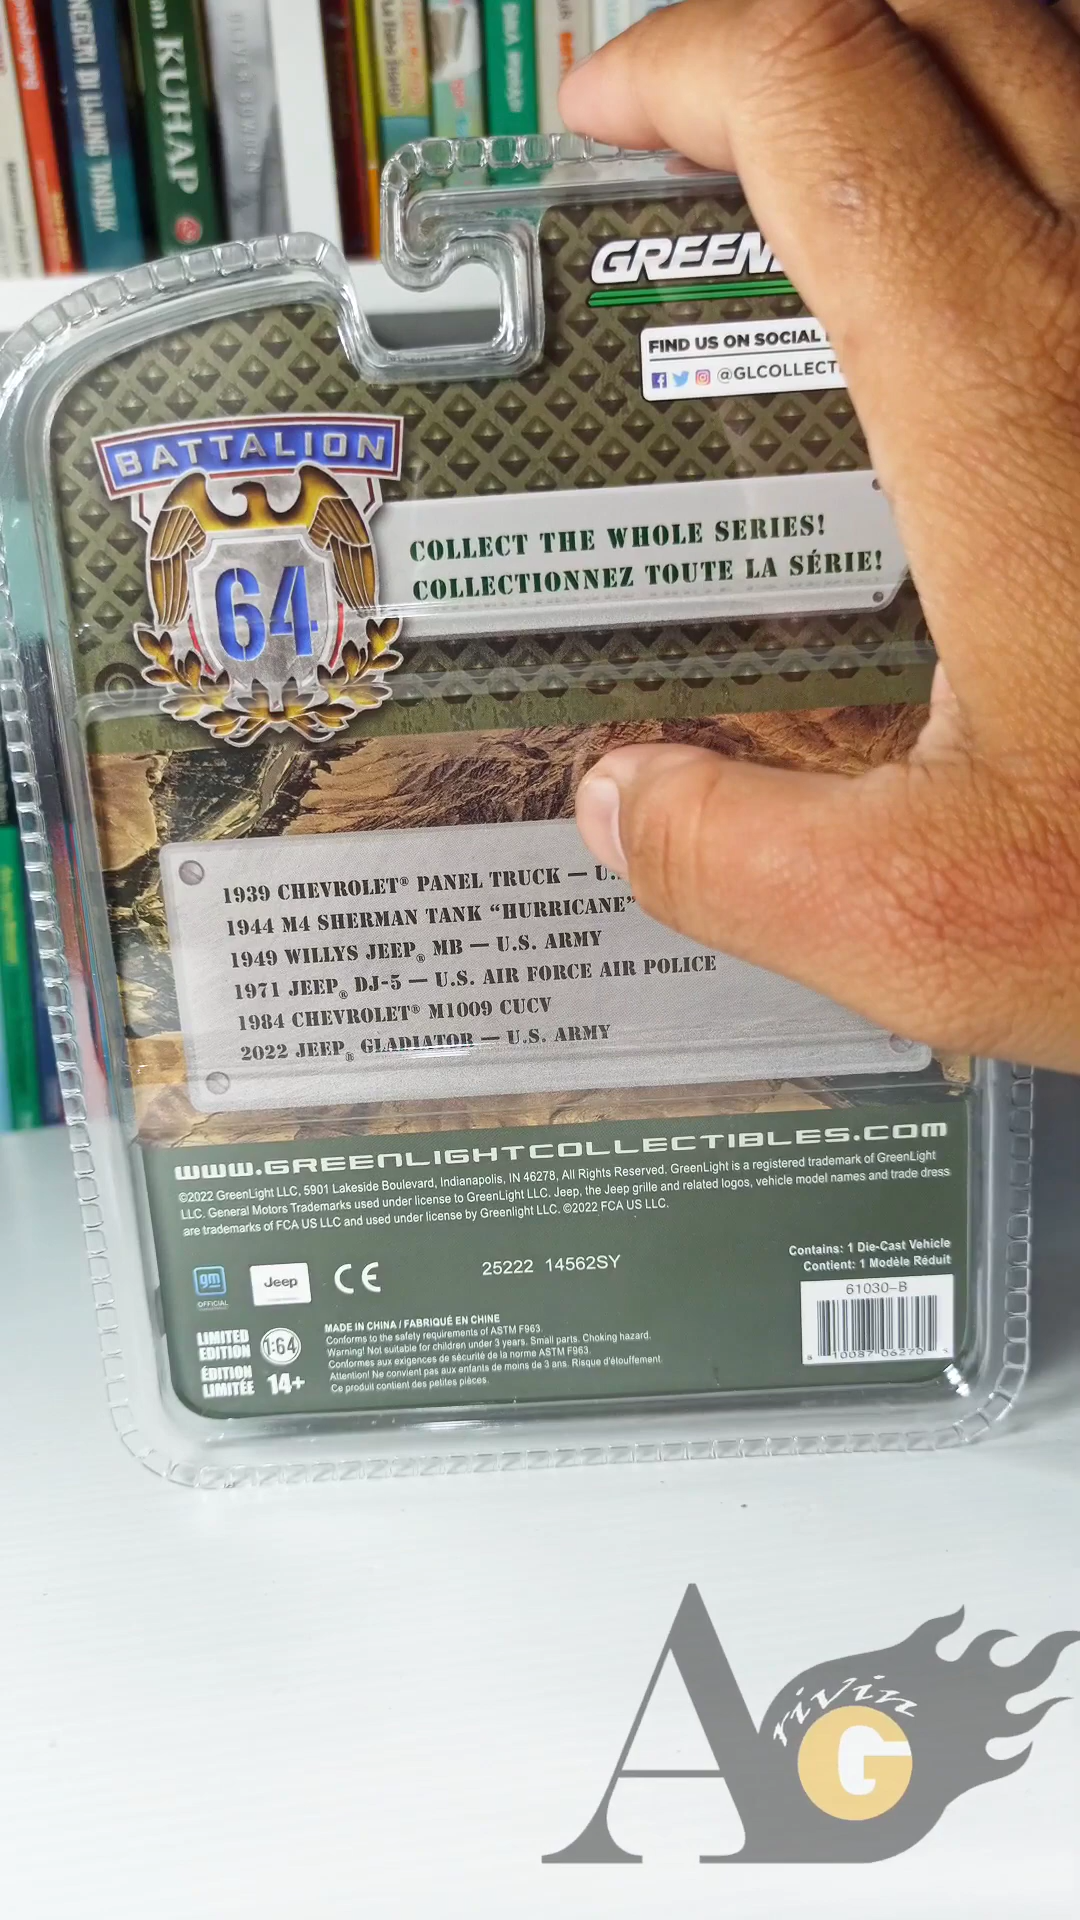 NEGERI DI UJUNG TANDUK
KUHAP
OLIVER BOWDEN
GREEN
FIND US ON SOCIAL
@GLCOLLECT
BATTALION
64
COLLECT THE WHOLE SERIES!
COLLECTIONNEZ TOUTE LA SÉRIE!
1939 CHEVROLET® PANEL TRUCK — U.
1944 M4 SHERMAN TANK “HURRICANE”
1949 WILLYS JEEP® MB — U.S. ARMY
1971 JEEP® DJ-5 — U.S. AIR FORCE AIR POLICE
1984 CHEVROLET® M1009 CUCV
2022 JEEP® GLADIATOR — U.S. ARMY
www.GREENLIGHTCOLLECTIBLES.com
©2022 GreenLight LLC, 5901 Lakeside Boulevard, Indianapolis, IN 46278, All Rights Reserved. GreenLight is a registered trademark of GreenLight
LLC. General Motors Trademarks used under license to GreenLight LLC. Jeep, the Jeep grille and related logos, vehicle model names and trade dress
are trademarks of FCA US LLC and used under license by Greenlight LLC. ©2022 FCA US LLC.
gm
OFFICIAL
Jeep
CE
25222 14562SY
Contains: 1 Die-Cast Vehicle
Contient: 1 Modèle Réduit
61030-B
LIMITED
EDITION
1:64
ÉDITION
LIMITÉE
14+
MADE IN CHINA / FABRIQUÉ EN CHINE
Conforms to the safety requirements of ASTM F963.
Warning! Not suitable for children under 3 years. Small parts. Choking hazard.
Conformes aux exigences de sécurité de la norme ASTM F963.
Attention! Ne convient pas aux enfants de moins de 3 ans. Risque d'étouffement.
Ce produit contient des petites pièces.
A rivin G